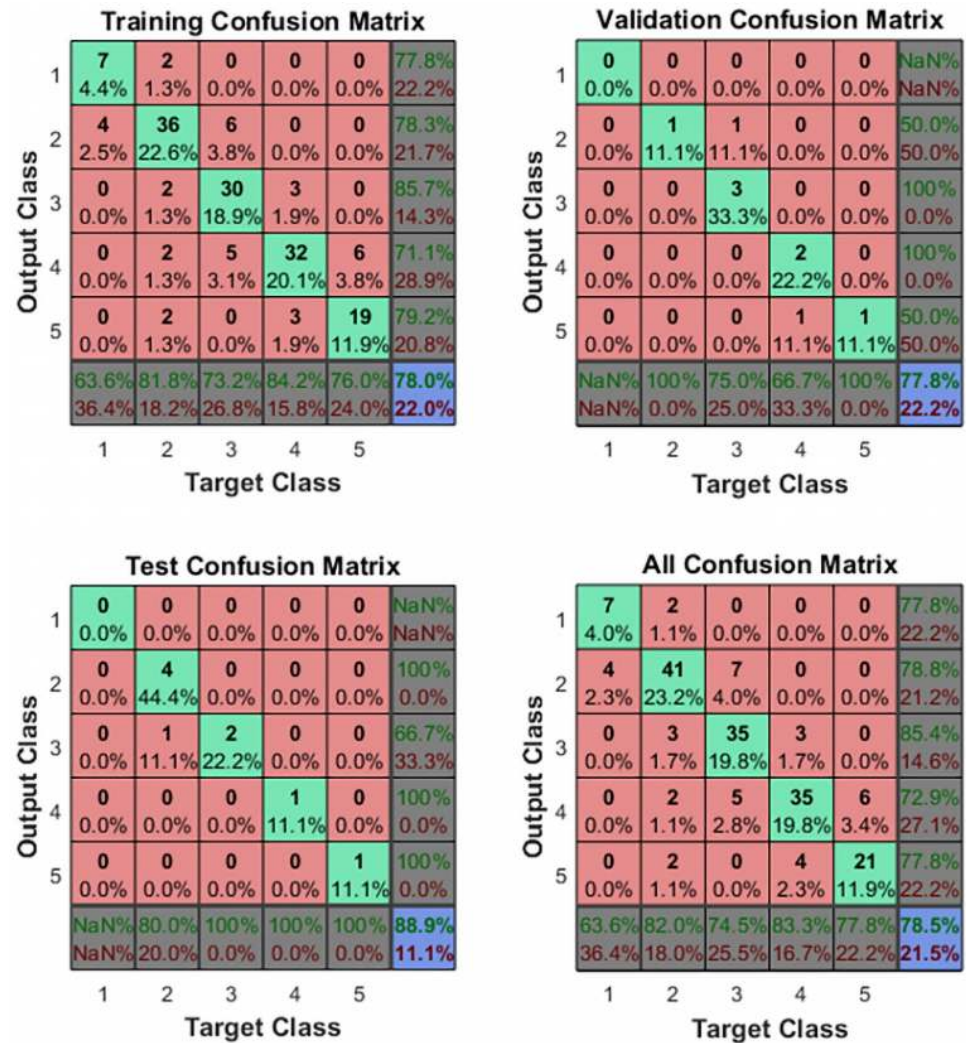 Training Confusion Matrix
7 2 0 0 0 77.8%
1
4.4% 1.3% 0.0% 0.0% 0.0% 22.2%
4 36 6 0 0 78.3%
2
2.5% 22.6% 3.8% 0.0% 0.0% 21.7%
0 2 30 3 0 85.7%
3
0.0% 1.3% 18.9% 1.9% 0.0% 14.3%
0 2 5 32 6 71.1%
4
0.0% 1.3% 3.1% 20.1% 3.8% 28.9%
0 2 0 3 19 79.2%
5
0.0% 1.3% 0.0% 1.9% 11.9% 20.8%
63.6% 81.8% 73.2% 84.2% 76.0% 78.0%
36.4% 18.2% 26.8% 15.8% 24.0% 22.0%
1 2 3 4 5
Target Class
Output Class
Validation Confusion Matrix
0 0 0 0 0 NaN%
1
0.0% 0.0% 0.0% 0.0% 0.0% NaN%
0 1 1 0 0 50.0%
2
0.0% 11.1% 11.1% 0.0% 0.0% 50.0%
0 0 3 0 0 100%
3
0.0% 0.0% 33.3% 0.0% 0.0% 0.0%
0 0 0 2 0 100%
4
0.0% 0.0% 0.0% 22.2% 0.0% 0.0%
0 0 0 1 1 50.0%
5
0.0% 0.0% 0.0% 11.1% 11.1% 50.0%
NaN% 100% 75.0% 66.7% 100% 77.8%
NaN% 0.0% 25.0% 33.3% 0.0% 22.2%
1 2 3 4 5
Target Class
Output Class
Test Confusion Matrix
0 0 0 0 0 NaN%
1
0.0% 0.0% 0.0% 0.0% 0.0% NaN%
0 4 0 0 0 100%
2
0.0% 44.4% 0.0% 0.0% 0.0% 0.0%
0 1 2 0 0 66.7%
3
0.0% 11.1% 22.2% 0.0% 0.0% 33.3%
0 0 0 1 0 100%
4
0.0% 0.0% 0.0% 11.1% 0.0% 0.0%
0 0 0 0 1 100%
5
0.0% 0.0% 0.0% 0.0% 11.1% 0.0%
NaN% 80.0% 100% 100% 100% 88.9%
NaN% 20.0% 0.0% 0.0% 0.0% 11.1%
1 2 3 4 5
Target Class
Output Class
All Confusion Matrix
7 2 0 0 0 77.8%
1
4.0% 1.1% 0.0% 0.0% 0.0% 22.2%
4 41 7 0 0 78.8%
2
2.3% 23.2% 4.0% 0.0% 0.0% 21.2%
0 3 35 3 0 85.4%
3
0.0% 1.7% 19.8% 1.7% 0.0% 14.6%
0 2 5 35 6 72.9%
4
0.0% 1.1% 2.8% 19.8% 3.4% 27.1%
0 2 0 4 21 77.8%
5
0.0% 1.1% 0.0% 2.3% 11.9% 22.2%
63.6% 82.0% 74.5% 83.3% 77.8% 78.5%
36.4% 18.0% 25.5% 16.7% 22.2% 21.5%
1 2 3 4 5
Target Class
Output Class